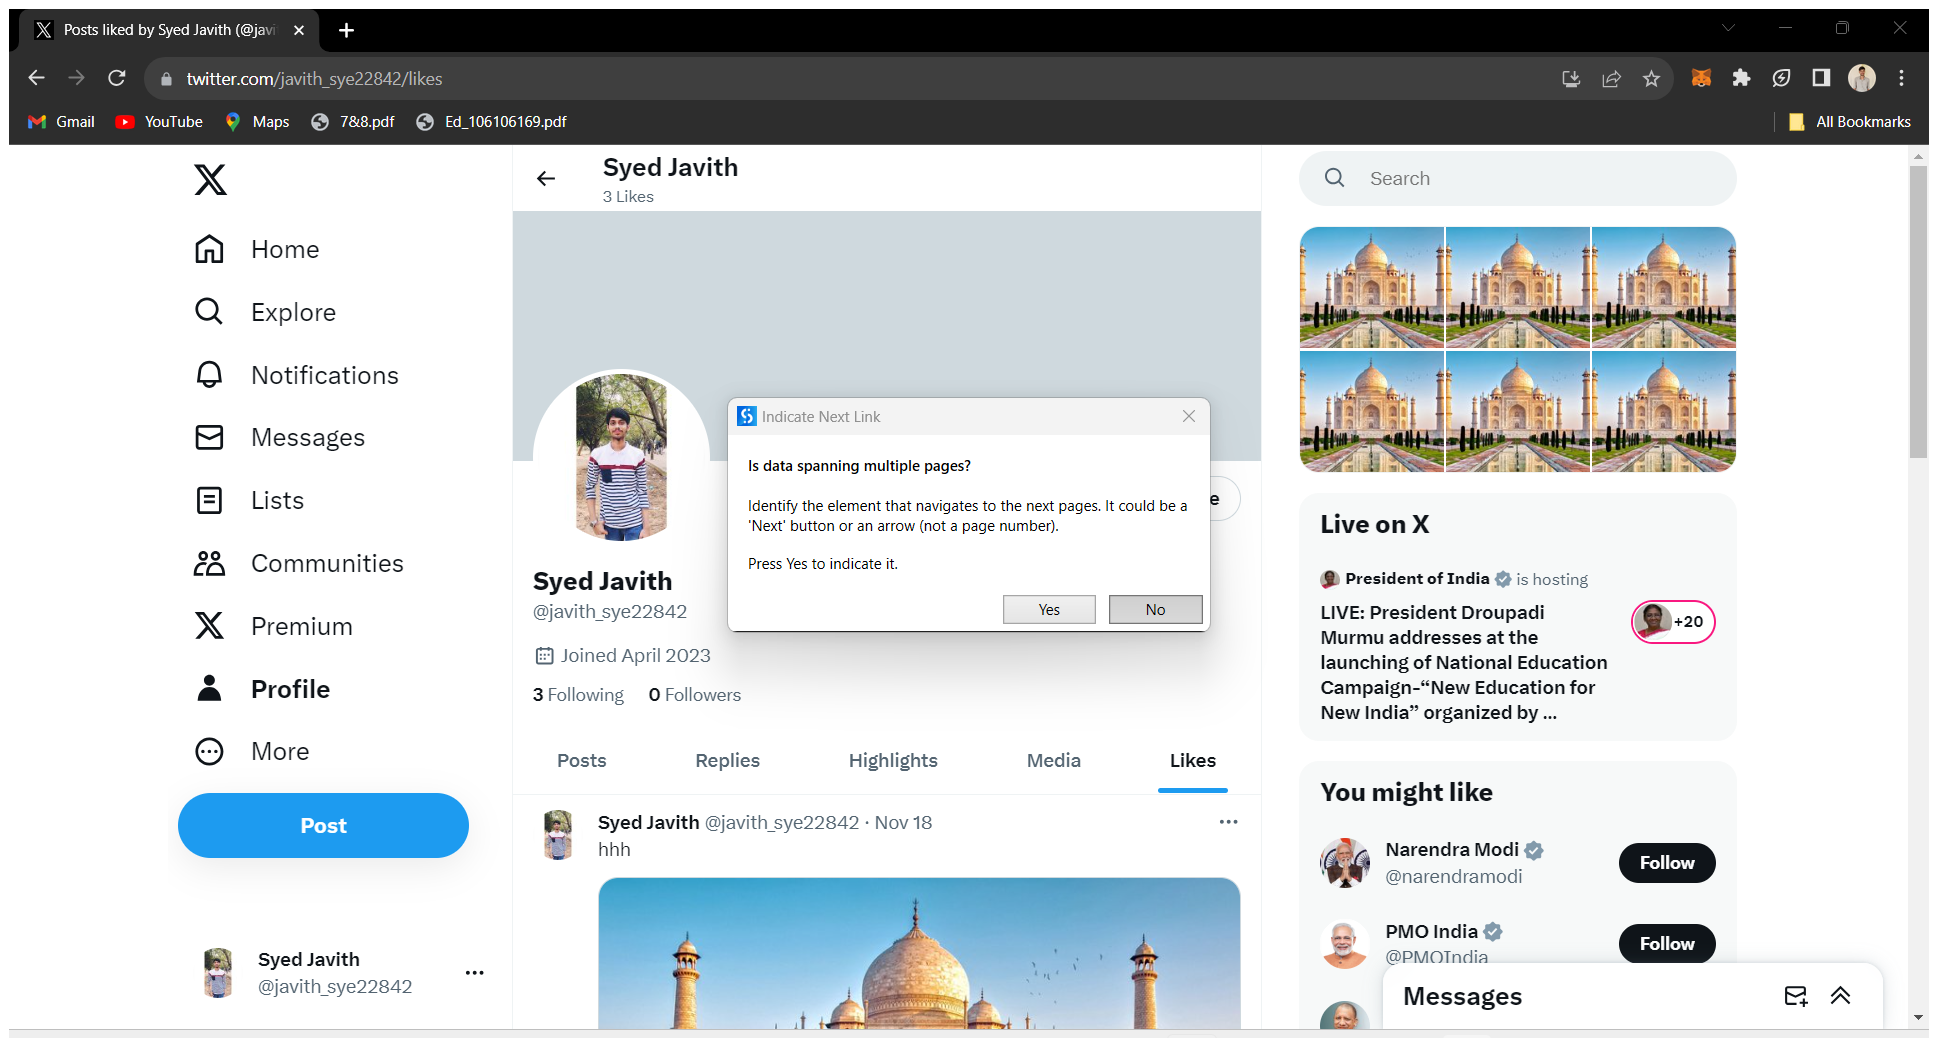 Posts liked by Syed Javith (@javi
twitter.com/javith_sye22842/likes
Gmail
YouTube
Maps
7&8.pdf
Ed_106106169.pdf
All Bookmarks
Home
Explore
Notifications
Messages
Lists
Communities
Premium
Profile
More
Post
Syed Javith
@javith_sye22842
Syed Javith
3 Likes
Syed Javith
@javith_sye22842
Joined April 2023
3 Following 0 Followers
Posts Replies Highlights Media Likes
Syed Javith @javith_sye22842 · Nov 18
hhh
Indicate Next Link
Is data spanning multiple pages?
Identify the element that navigates to the next pages. It could be a
'Next' button or an arrow (not a page number).
Press Yes to indicate it.
Yes No
e
Search
Live on X
President of India is hosting
LIVE: President Droupadi
Murmu addresses at the
launching of National Education
Campaign-“New Education for
New India” organized by ...
+20
You might like
Narendra Modi
@narendramodi
Follow
PMO India
@PMOIndia
Follow
Messages